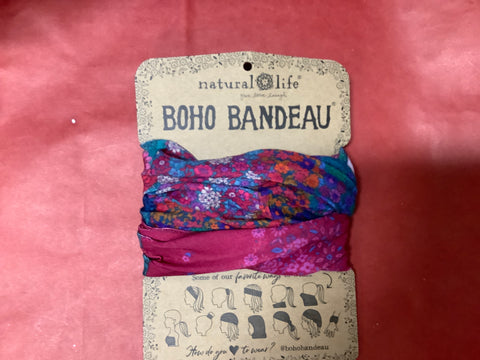 natural life®
BOHO BANDEAU®
Some of our favorite ways
How do you ♥ to wear? @bohobandeau